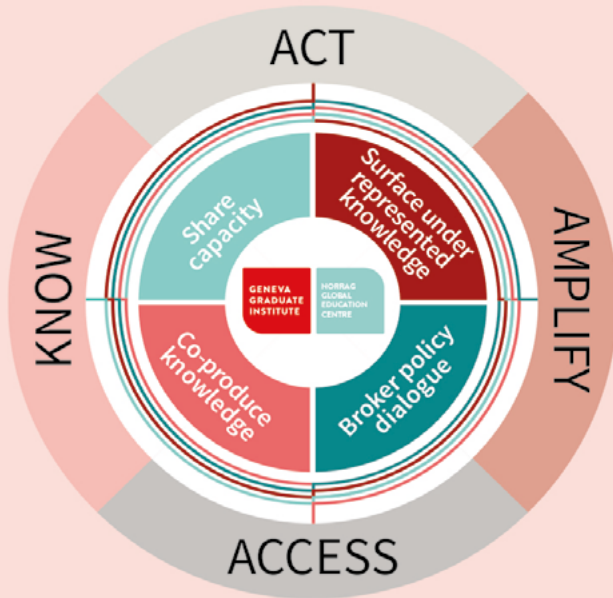 ACT
Share
capacity
Surface under
represented
knowledge
KNOW
GENEVA
GRADUATE
INSTITUTE
NORRAG
GLOBAL
EDUCATION
CENTRE
AMPLIFY
Co-produce
knowledge
Broker policy
dialogue
ACCESS